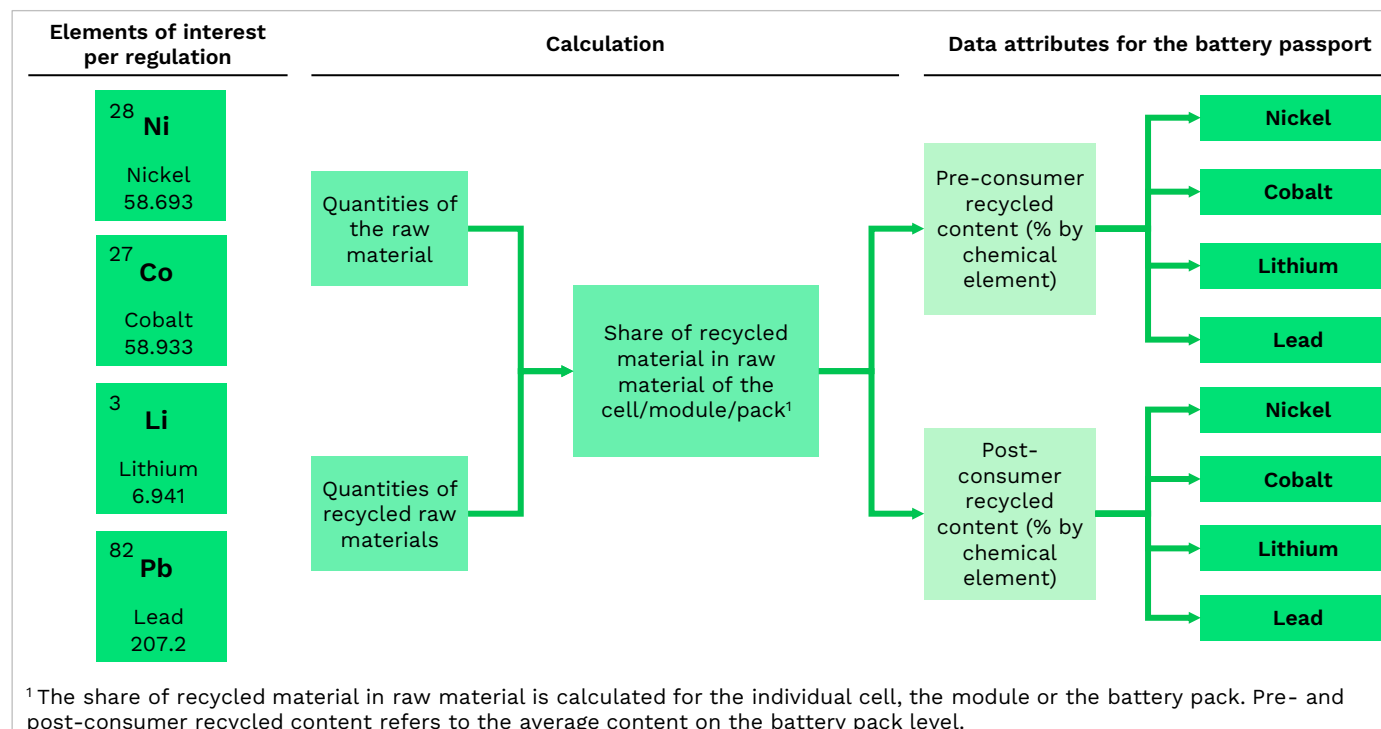 Elements of interest
per regulation
Calculation
Data attributes for the battery passport
28
Ni
Nickel
58.693
27
Co
Cobalt
58.933
3
Li
Lithium
6.941
82
Pb
Lead
207.2
Quantities of
the raw
material
Quantities of
recycled raw
materials
Share of recycled
material in raw
material of the
cell/module/pack¹
Pre-consumer
recycled
content (% by
chemical
element)
Nickel
Cobalt
Lithium
Lead
Post-
consumer
recycled
content (% by
chemical
element)
Nickel
Cobalt
Lithium
Lead
¹ The share of recycled material in raw material is calculated for the individual cell, the module or the battery pack. Pre- and
post-consumer recycled content refers to the average content on the battery pack level.